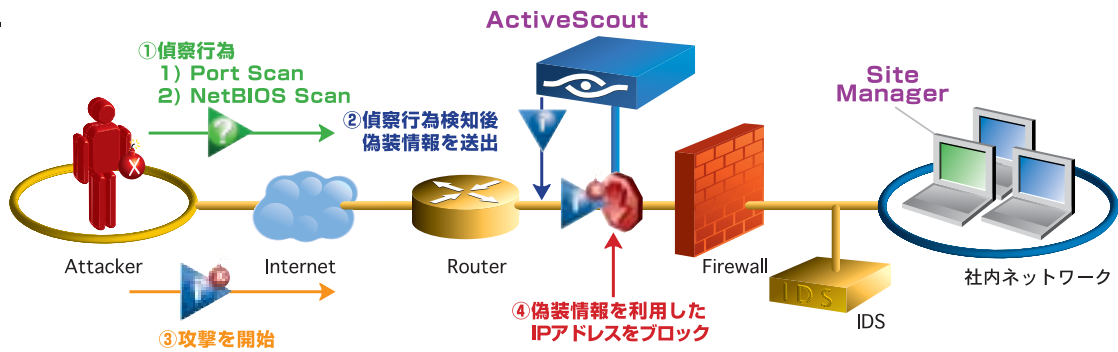 ActiveScout
①偵察行為
1) Port Scan
2) NetBIOS Scan
②偵察行為検知後
偽装情報を送出
Site
Manager
Attacker
Internet
Router
Firewall
IDS
IDS
社内ネットワーク
③攻撃を開始
④偽装情報を利用した
IPアドレスをブロック